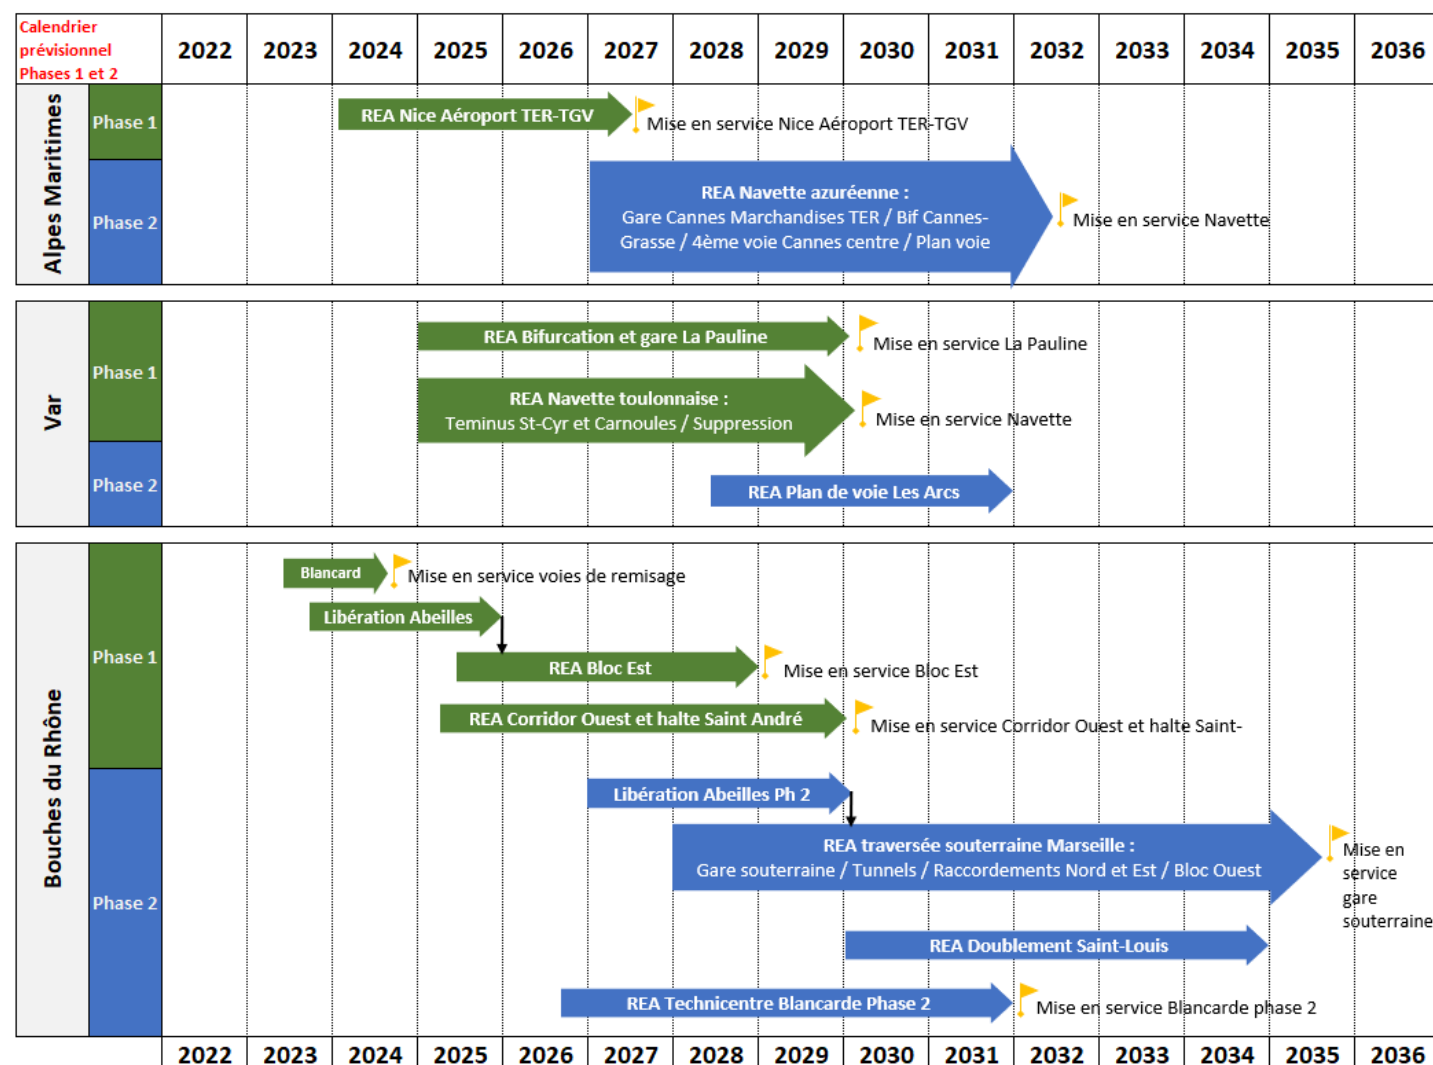 Calendrier
prévisionnel
Phases 1 et 2
2022 2023 2024 2025 2026 2027 2028 2029 2030 2031 2032 2033 2034 2035 2036
Alpes Maritimes
Phase 1
REA Nice Aéroport TER-TGV
Mise en service Nice Aéroport TER-TGV
Phase 2
REA Navette azuréenne :
Gare Cannes Marchandises TER / Bif Cannes-
Grasse / 4ème voie Cannes centre / Plan voie
Mise en service Navette
Var
Phase 1
REA Bifurcation et gare La Pauline
Mise en service La Pauline
REA Navette toulonnaise :
Teminus St-Cyr et Carnoules / Suppression
Mise en service Navette
Phase 2
REA Plan de voie Les Arcs
Bouches du Rhône
Phase 1
Blancard
Mise en service voies de remisage
Libération Abeilles
REA Bloc Est
Mise en service Bloc Est
REA Corridor Ouest et halte Saint André
Mise en service Corridor Ouest et halte Saint-
Phase 2
Libération Abeilles Ph 2
REA traversée souterraine Marseille :
Gare souterraine / Tunnels / Raccordements Nord et Est / Bloc Ouest
Mise en
service
gare
souterraine
REA Doublement Saint-Louis
REA Technicentre Blancarde Phase 2
Mise en service Blancarde phase 2
2022 2023 2024 2025 2026 2027 2028 2029 2030 2031 2032 2033 2034 2035 2036